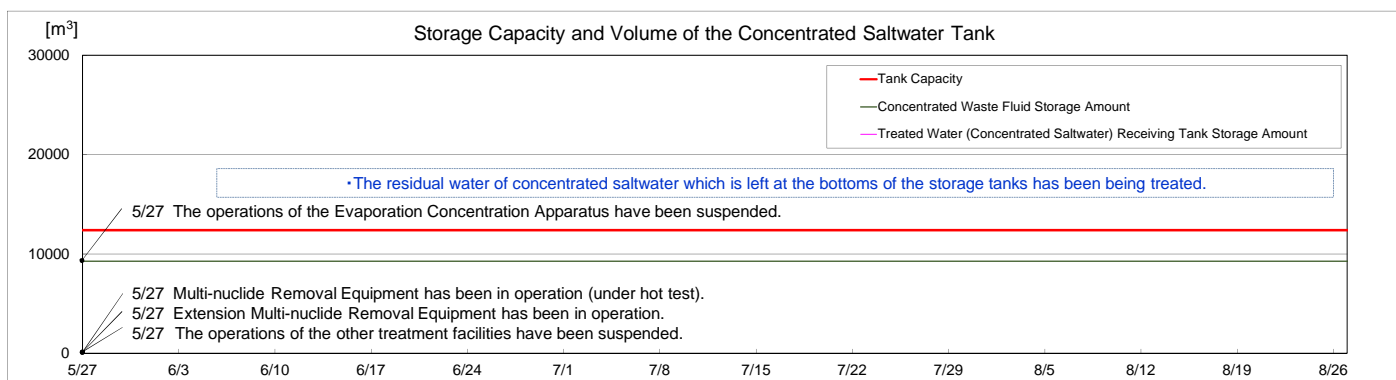 [m³]
Storage Capacity and Volume of the Concentrated Saltwater Tank
30000
Tank Capacity
Concentrated Waste Fluid Storage Amount
Treated Water (Concentrated Saltwater) Receiving Tank Storage Amount
20000
・The residual water of concentrated saltwater which is left at the bottoms of the storage tanks has been being treated.
5/27 The operations of the Evaporation Concentration Apparatus have been suspended.
10000
5/27 Multi-nuclide Removal Equipment has been in operation (under hot test).
5/27 Extension Multi-nuclide Removal Equipment has been in operation.
5/27 The operations of the other treatment facilities have been suspended.
0
5/27 6/3 6/10 6/17 6/24 7/1 7/8 7/15 7/22 7/29 8/5 8/12 8/19 8/26